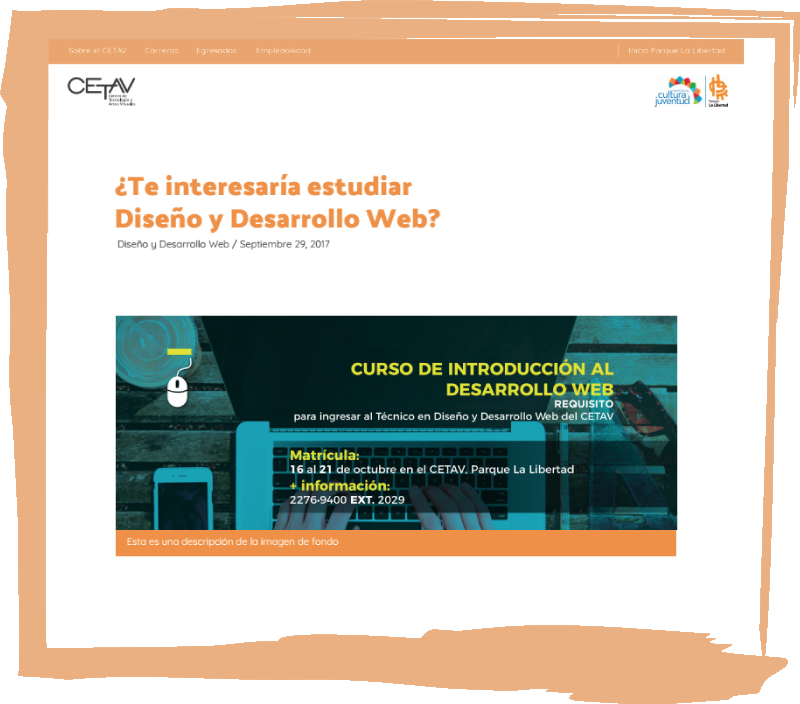 Sobre el CETAV Carreras Egresados Empleabilidad Inicio Parque La Libertad
CETAV
Centro de
Tecnología y
Artes Visuales
cultura
juventud
Parque
La Libertad
¿Te interesaría estudiar
Diseño y Desarrollo Web?
Diseño y Desarrollo Web / Septiembre 29, 2017
CURSO DE INTRODUCCIÓN AL
DESARROLLO WEB
REQUISITO
para ingresar al Técnico en Diseño y Desarrollo Web del CETAV
Matrícula:
16 al 21 de octubre en el CETAV, Parque La Libertad
+ información:
2276-9400 EXT. 2029
Esta es una descripción de la imagen de fondo